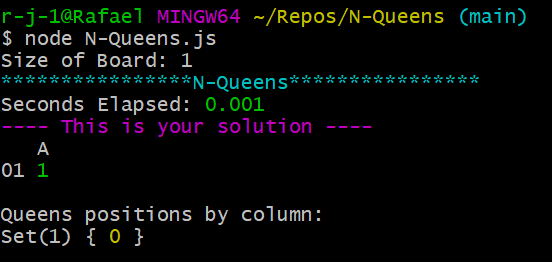 r-j-1@Rafael MINGW64 ~/Repos/N-Queens (main)
$ node N-Queens.js
Size of Board: 1
****************N-Queens****************
Seconds Elapsed: 0.001
---- This is your solution ----
   A
01 1
Queens positions by column:
Set(1) { 0 }